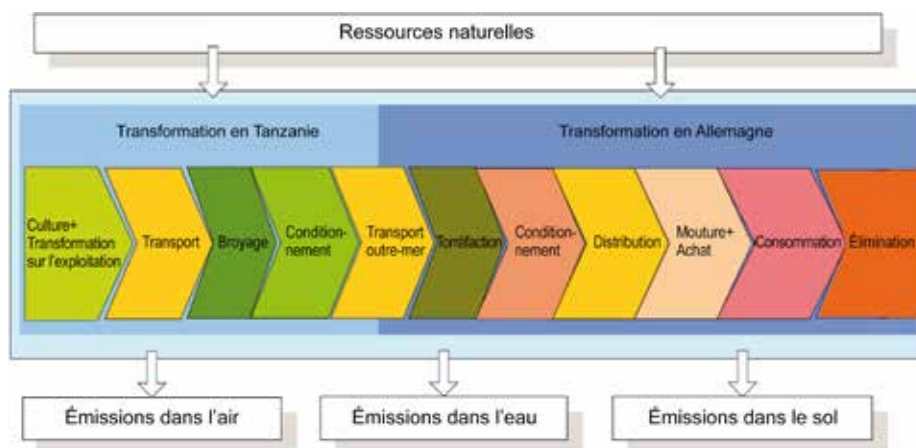 Ressources naturelles
Transformation en Tanzanie
Transformation en Allemagne
Culture+
Transformation
sur l'exploitation
Transport
Broyage
Condition-
nement
Transport
outre-mer
Torréfaction
Condition-
nement
Distribution
Mouture+
Achat
Consommation
Élimination
Émissions dans l'air
Émissions dans l'eau
Émissions dans le sol